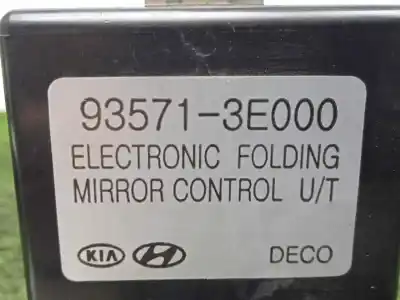 93571-3E000
ELECTRONIC FOLDING
MIRROR CONTROL U/T
KIA DECO